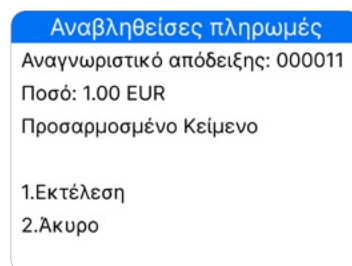 Αναβληθείσες πληρωμές
Αναγνωριστικό απόδειξης: 000011
Ποσό: 1.00 EUR
Προσαρμοσμένο Κείμενο
1.Εκτέλεση
2.Άκυρο